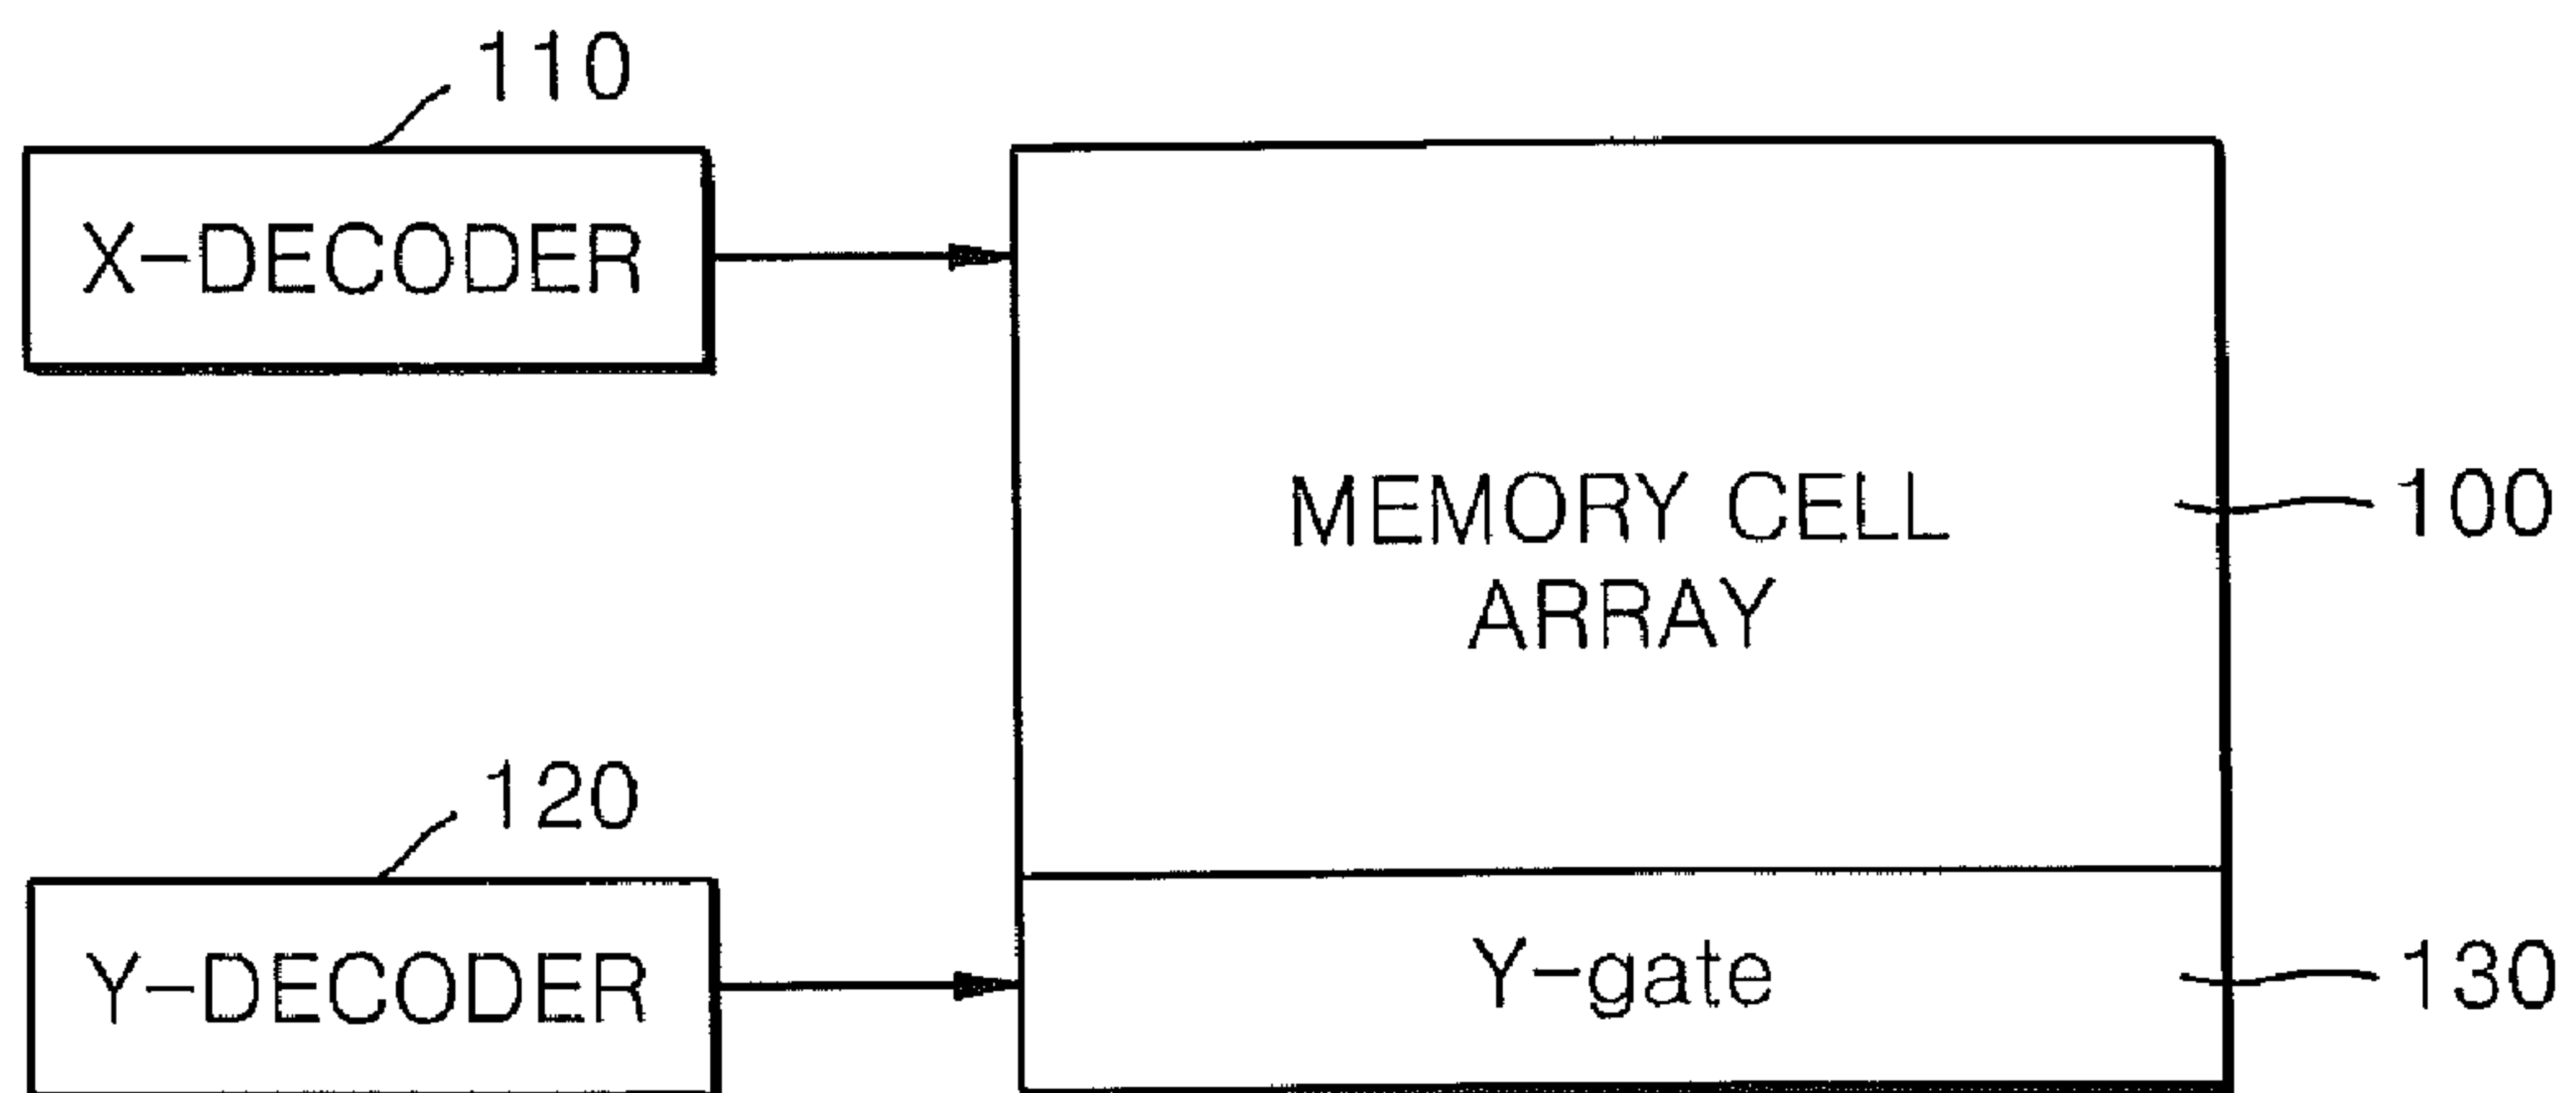 110
X-DECODER
MEMORY CELL
ARRAY
100
120
Y-DECODER
Y-gate
130